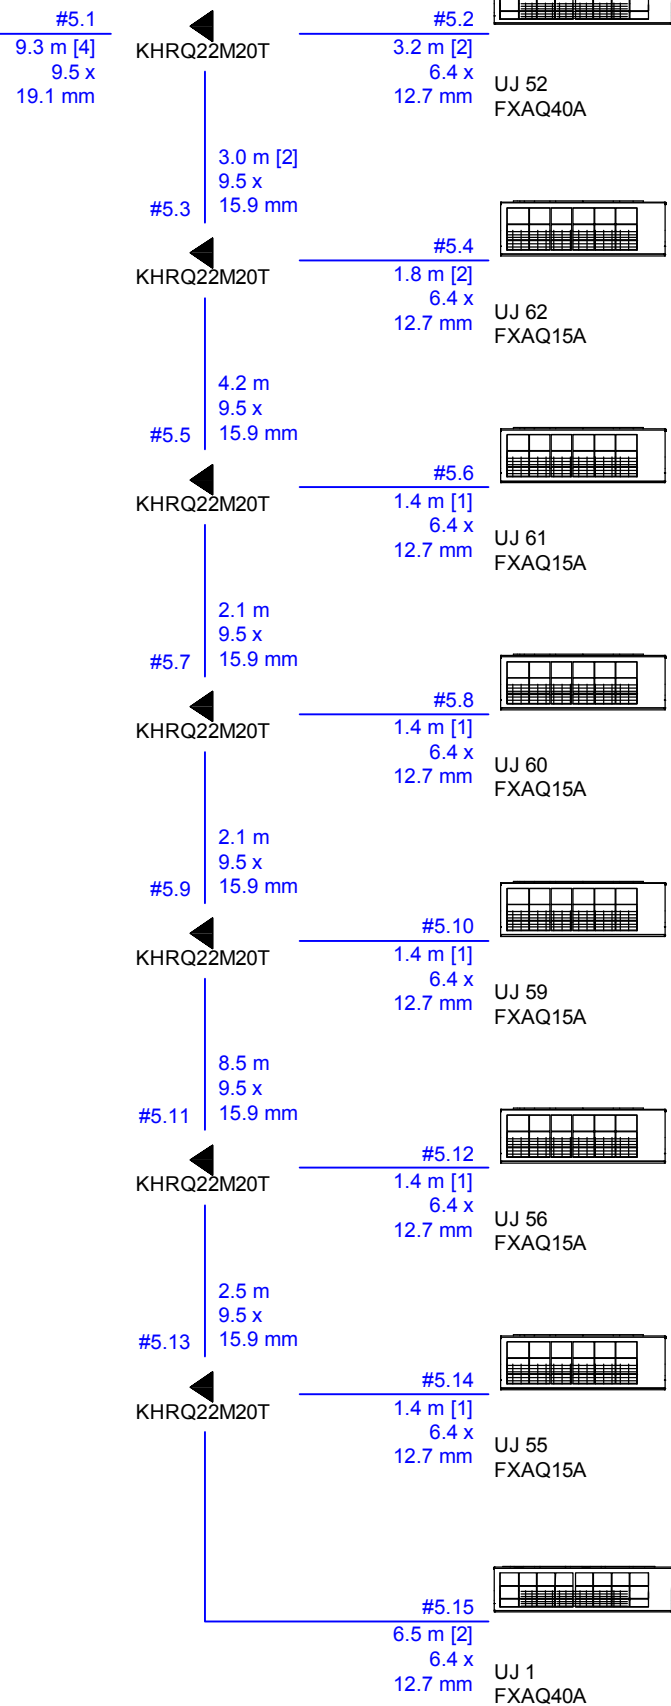 #5.1
9.3 m [4]
9.5 x
19.1 mm
KHRQ22M20T
#5.2
3.2 m [2]
6.4 x
12.7 mm
UJ 52
FXAQ40A
#5.3
3.0 m [2]
9.5 x
15.9 mm
KHRQ22M20T
#5.4
1.8 m [2]
6.4 x
12.7 mm
UJ 62
FXAQ15A
#5.5
4.2 m
9.5 x
15.9 mm
KHRQ22M20T
#5.6
1.4 m [1]
6.4 x
12.7 mm
UJ 61
FXAQ15A
#5.7
2.1 m
9.5 x
15.9 mm
KHRQ22M20T
#5.8
1.4 m [1]
6.4 x
12.7 mm
UJ 60
FXAQ15A
#5.9
2.1 m
9.5 x
15.9 mm
KHRQ22M20T
#5.10
1.4 m [1]
6.4 x
12.7 mm
UJ 59
FXAQ15A
#5.11
8.5 m
9.5 x
15.9 mm
KHRQ22M20T
#5.12
1.4 m [1]
6.4 x
12.7 mm
UJ 56
FXAQ15A
#5.13
2.5 m
9.5 x
15.9 mm
KHRQ22M20T
#5.14
1.4 m [1]
6.4 x
12.7 mm
UJ 55
FXAQ15A
#5.15
6.5 m [2]
6.4 x
12.7 mm
UJ 1
FXAQ40A